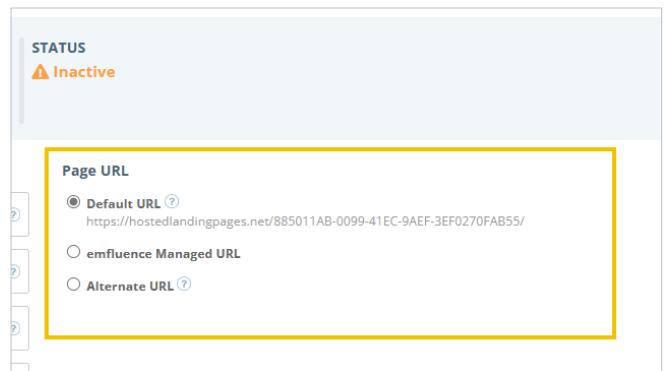 STATUS
Inactive
Page URL
Default URL ?
https://hostedlandingpages.net/885011AB-0099-41EC-9AEF-3EF0270FAB55/
emfluence Managed URL
Alternate URL ?
?
?
?